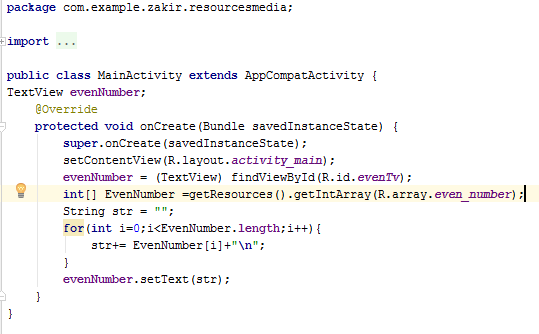 package com.example.zakir.resourcesmedia;
import ...
public class MainActivity extends AppCompatActivity {
TextView evenNumber;
@Override
protected void onCreate(Bundle savedInstanceState) {
super.onCreate(savedInstanceState);
setContentView(R.layout.activity_main);
evenNumber = (TextView) findViewById(R.id.evenTv);
int[] EvenNumber =getResources().getIntArray(R.array.even_number);
String str = "";
for(int i=0;i<EvenNumber.length;i++){
str+= EvenNumber[i]+"\n";
}
evenNumber.setText(str);
}
}